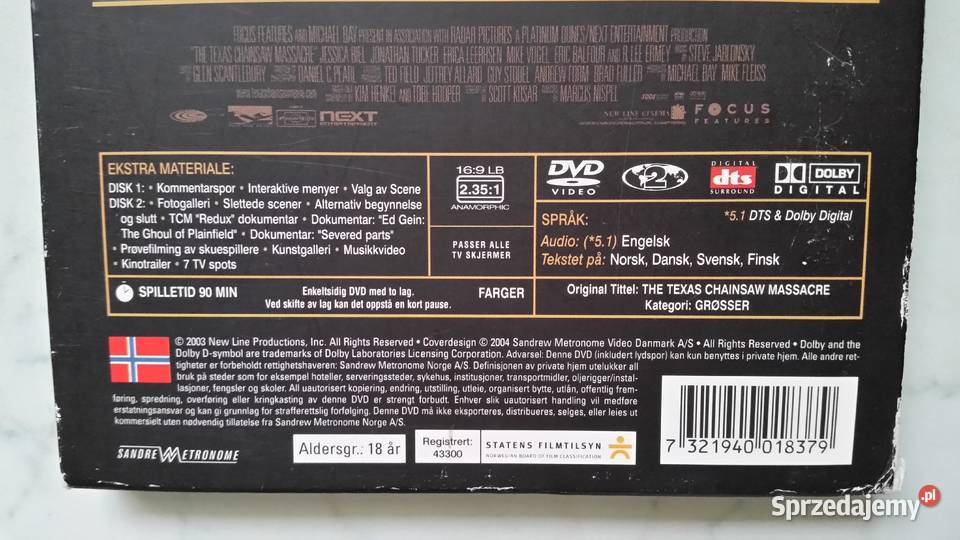 FOCUS FEATURES AND MICHAEL BAY PRESENT IN ASSOCIATION WITH RADAR PICTURES A PLATINUM DUNES/NEXT ENTERTAINMENT PRODUCTION
"THE TEXAS CHAINSAW MASSACRE" JESSICA BIEL JONATHAN TUCKER ERICA LEERHSEN MIKE VOGEL ERIC BALFOUR AND R. LEE ERMEY STEVE JABLONSKY
GLEN SCANTLEBURY DANIEL C. PEARL TED FIELD JEFFREY ALLARD GUY STODEL ANDREW FORM BRAD FULLER MICHAEL BAY MIKE FLEISS
KIM HENKEL AND TOBE HOOPER SCOTT KOSAR MARCUS NISPEL
NEXT ENTERTAINMENT NEW LINE CINEMA FOCUS FEATURES
EKSTRA MATERIALE:
DISK 1: • Kommentarspor • Interaktive menyer • Valg av Scene
DISK 2: • Fotogalleri • Slettede scener • Alternativ begynnelse
og slutt • TCM "Redux" dokumentar • Dokumentar: "Ed Gein:
The Ghoul of Plainfield" • Dokumentar: "Severed parts"
• Prøvefilming av skuespillere • Kunstgalleri • Musikkvideo
• Kinotrailer • 7 TV spots
16:9 LB
2.35:1
ANAMORPHIC
PASSER ALLE
TV SKJERMER
DVD
VIDEO
2
DIGITAL
dts
SURROUND
DOLBY
DIGITAL
SPRÅK: *5.1 DTS & Dolby Digital
Audio: (*5.1) Engelsk
Tekstet på: Norsk, Dansk, Svensk, Finsk
SPILLETID 90 MIN
Enkeltsidig DVD med to lag.
Ved skifte av lag kan det oppstå en kort pause.
FARGER
Original Tittel: THE TEXAS CHAINSAW MASSACRE
Kategori: GRØSSER
© 2003 New Line Productions, Inc. All Rights Reserved • Coverdesign © 2004 Sandrew Metronome Video Danmark A/S • All Rights Reserved • Dolby and the
Dolby D-symbol are trademarks of Dolby Laboratories Licensing Corporation. Advarsel: Denne DVD (inkludert lydspor) kan kun benyttes i private hjem. Alle andre ret-
tigheter er forbeholdt rettighetshaveren: Sandrew Metronome Norge A/S. Definisjonen av private hjem utelukker all
bruk på steder som for eksempel hoteller, serveringssteder, sykehus, institusjoner, transportmidler, oljerigger/instal-
lasjoner, fengsler og skoler. All uautorisert kopiering, endring, utstilling, utleie, organisert bytte, utlån, offentlig frem-
føring, spredning, overføring eller kringkasting av denne DVD er strengt forbudt. Enhver slik uautorisert handling vil medføre
erstatningsansvar og kan gi grunnlag for strafferettslig forfølging. Denne DVD må ikke eksporteres, distribueres, selges, eller leies ut
kommersielt uten nødvendig tillatelse fra Sandrew Metronome Norge A/S.
SANDREW METRONOME
Aldersgr.: 18 år
Registrert:
43300
STATENS FILMTILSYN
NORWEGIAN BOARD OF FILM CLASSIFICATION
7 321940 018379
Sprzedajemy.pl